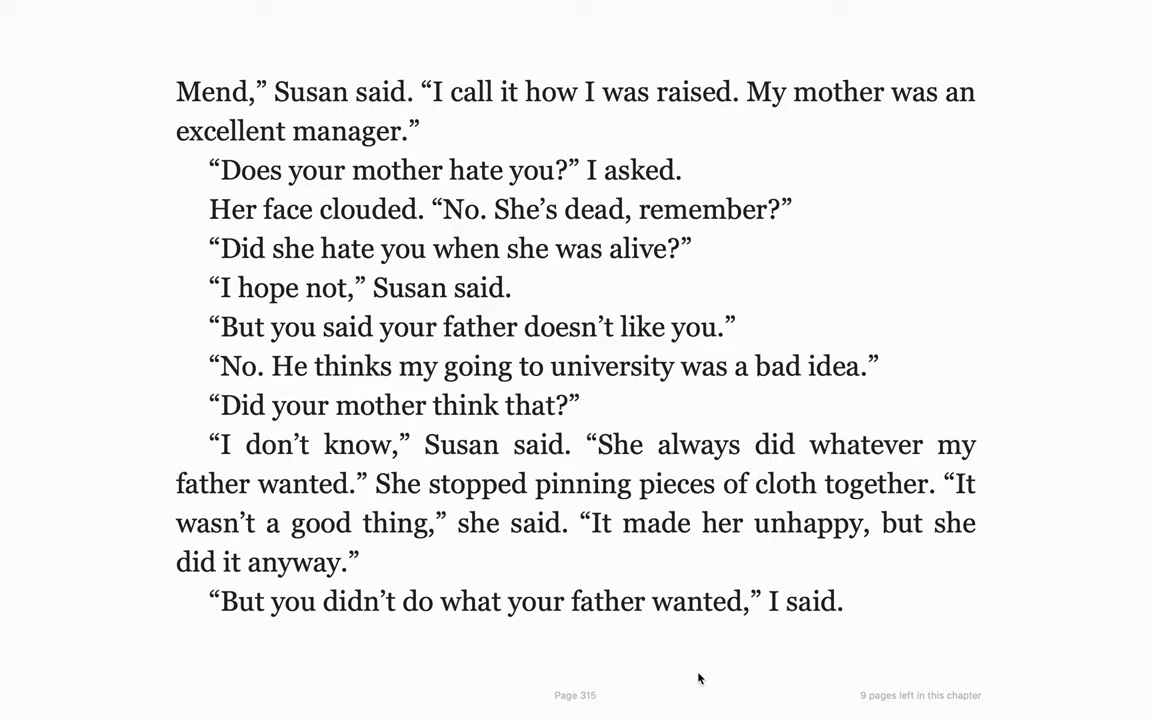 Mend,” Susan said. “I call it how I was raised. My mother was an
excellent manager.”
“Does your mother hate you?” I asked.
Her face clouded. “No. She’s dead, remember?”
“Did she hate you when she was alive?”
“I hope not,” Susan said.
“But you said your father doesn’t like you.”
“No. He thinks my going to university was a bad idea.”
“Did your mother think that?”
“I don’t know,” Susan said. “She always did whatever my
father wanted.” She stopped pinning pieces of cloth together. “It
wasn’t a good thing,” she said. “It made her unhappy, but she
did it anyway.”
“But you didn’t do what your father wanted,” I said.
Page 315
9 pages left in this chapter